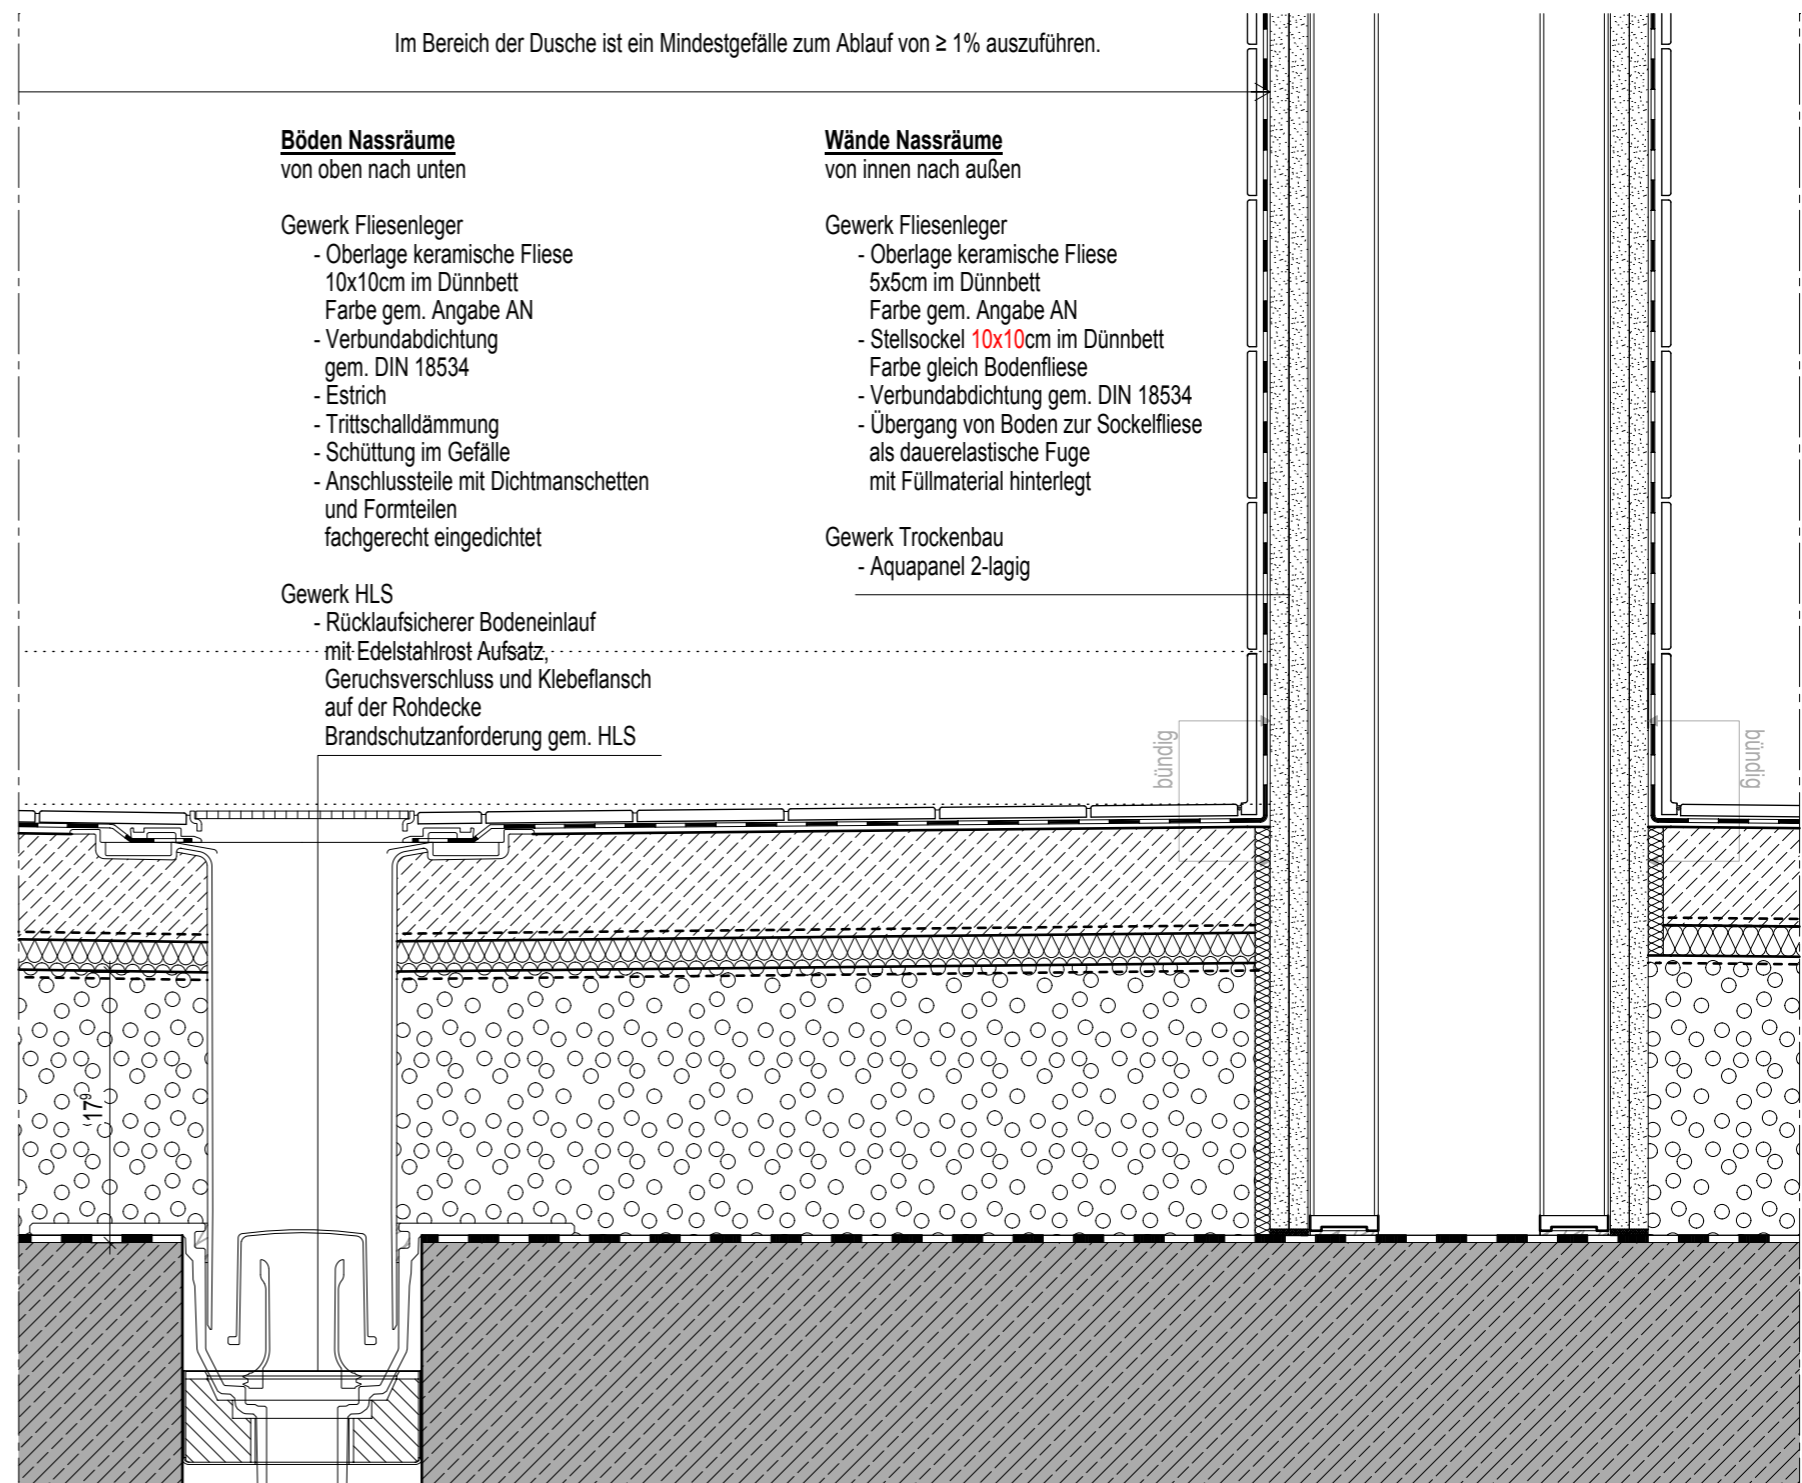 Im Bereich der Dusche ist ein Mindestgefälle zum Ablauf von ≥ 1% auszuführen.
Böden Nassräume
von oben nach unten
Gewerk Fliesenleger
- Oberlage keramische Fliese
10x10cm im Dünnbett
Farbe gem. Angabe AN
- Verbundabdichtung
gem. DIN 18534
- Estrich
- Trittschalldämmung
- Schüttung im Gefälle
- Anschlussteile mit Dichtmanschetten
und Formteilen
fachgerecht eingedichtet
Gewerk HLS
- Rücklaufsicherer Bodeneinlauf
mit Edelstahlrost Aufsatz,
Geruchsverschluss und Klebeflansch
auf der Rohdecke
Brandschutzanforderung gem. HLS
Wände Nassräume
von innen nach außen
Gewerk Fliesenleger
- Oberlage keramische Fliese
5x5cm im Dünnbett
Farbe gem. Angabe AN
- Stellsockel 10x10cm im Dünnbett
Farbe gleich Bodenfliese
- Verbundabdichtung gem. DIN 18534
- Übergang von Boden zur Sockelfliese
als dauerelastische Fuge
mit Füllmaterial hinterlegt
Gewerk Trockenbau
- Aquapanel 2-lagig
bündig
bündig
17⁹